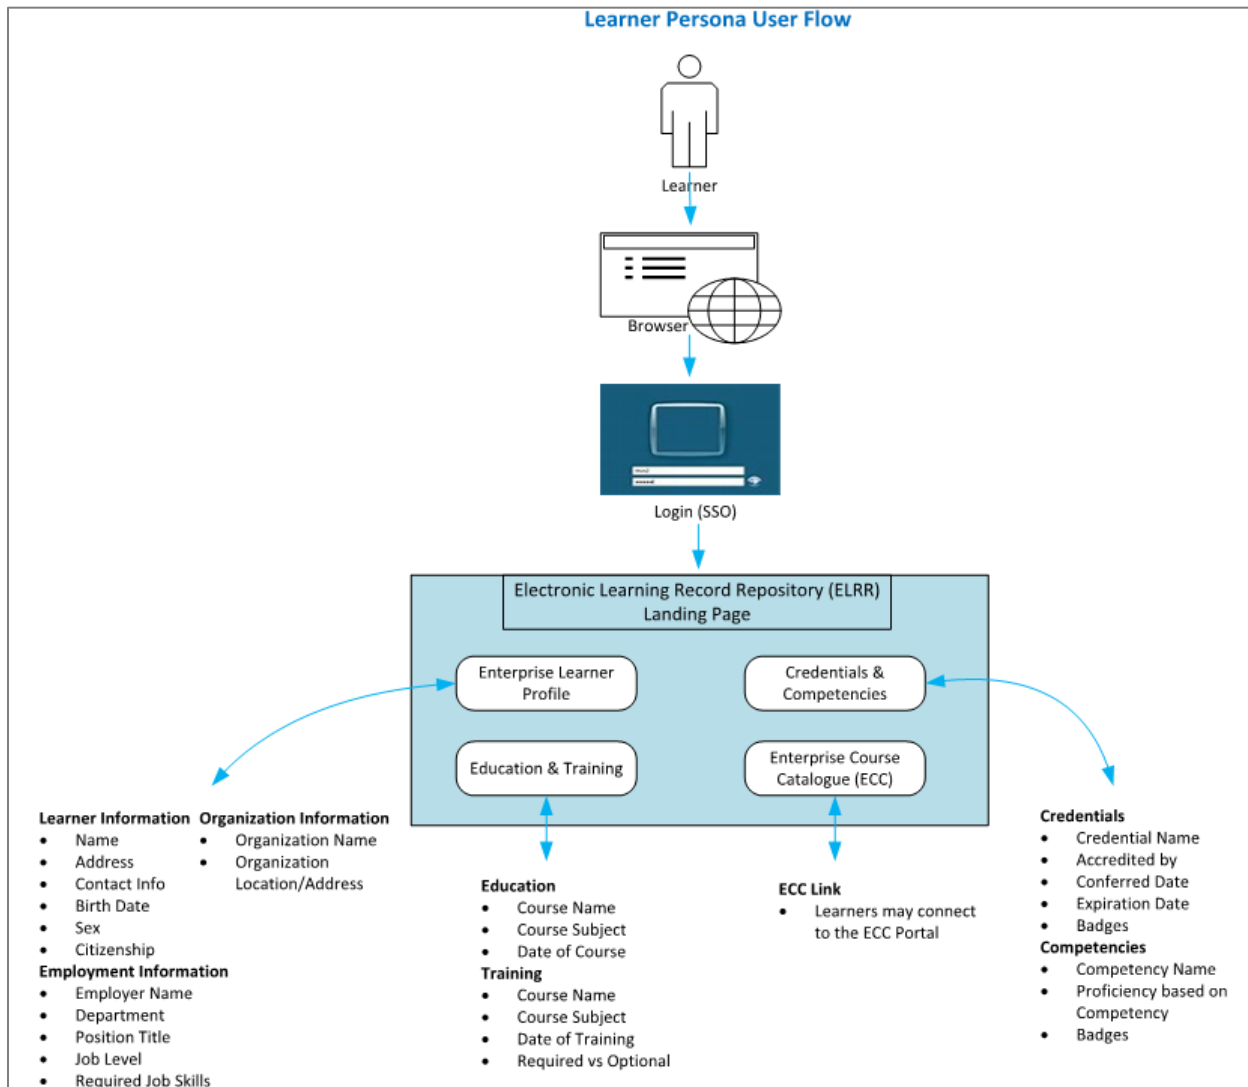 Learner Persona User Flow
Learner
Browser
Login (SSO)
Electronic Learning Record Repository (ELRR)
Landing Page
Enterprise Learner
Profile
Credentials &
Competencies
Education & Training
Enterprise Course
Catalogue (ECC)
Learner Information
• Name
• Address
• Contact Info
• Birth Date
• Sex
• Citizenship
Employment Information
• Employer Name
• Department
• Position Title
• Job Level
• Required Job Skills
Organization Information
• Organization Name
• Organization
Location/Address
Education
• Course Name
• Course Subject
• Date of Course
Training
• Course Name
• Course Subject
• Date of Training
• Required vs Optional
ECC Link
• Learners may connect
to the ECC Portal
Credentials
• Credential Name
• Accredited by
• Conferred Date
• Expiration Date
• Badges
Competencies
• Competency Name
• Proficiency based on
Competency
• Badges